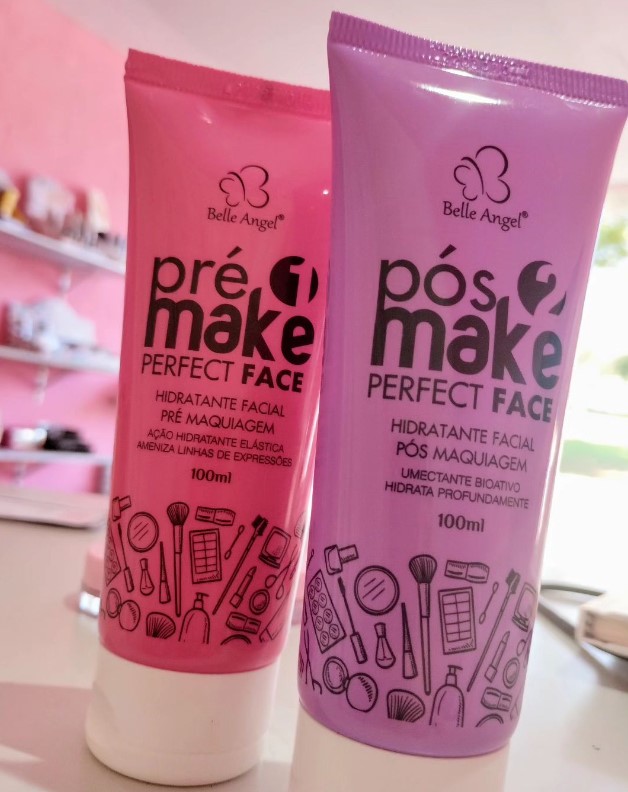 Belle Angel®
pré 1
make
PERFECT FACE
HIDRATANTE FACIAL
PRÉ MAQUIAGEM
AÇÃO HIDRATANTE ELÁSTICA
AMENIZA LINHAS DE EXPRESSÕES
100ml
Belle Angel®
pós 2
make
PERFECT FACE
HIDRATANTE FACIAL
PÓS MAQUIAGEM
UMECTANTE BIOATIVO
HIDRATA PROFUNDAMENTE
100ml